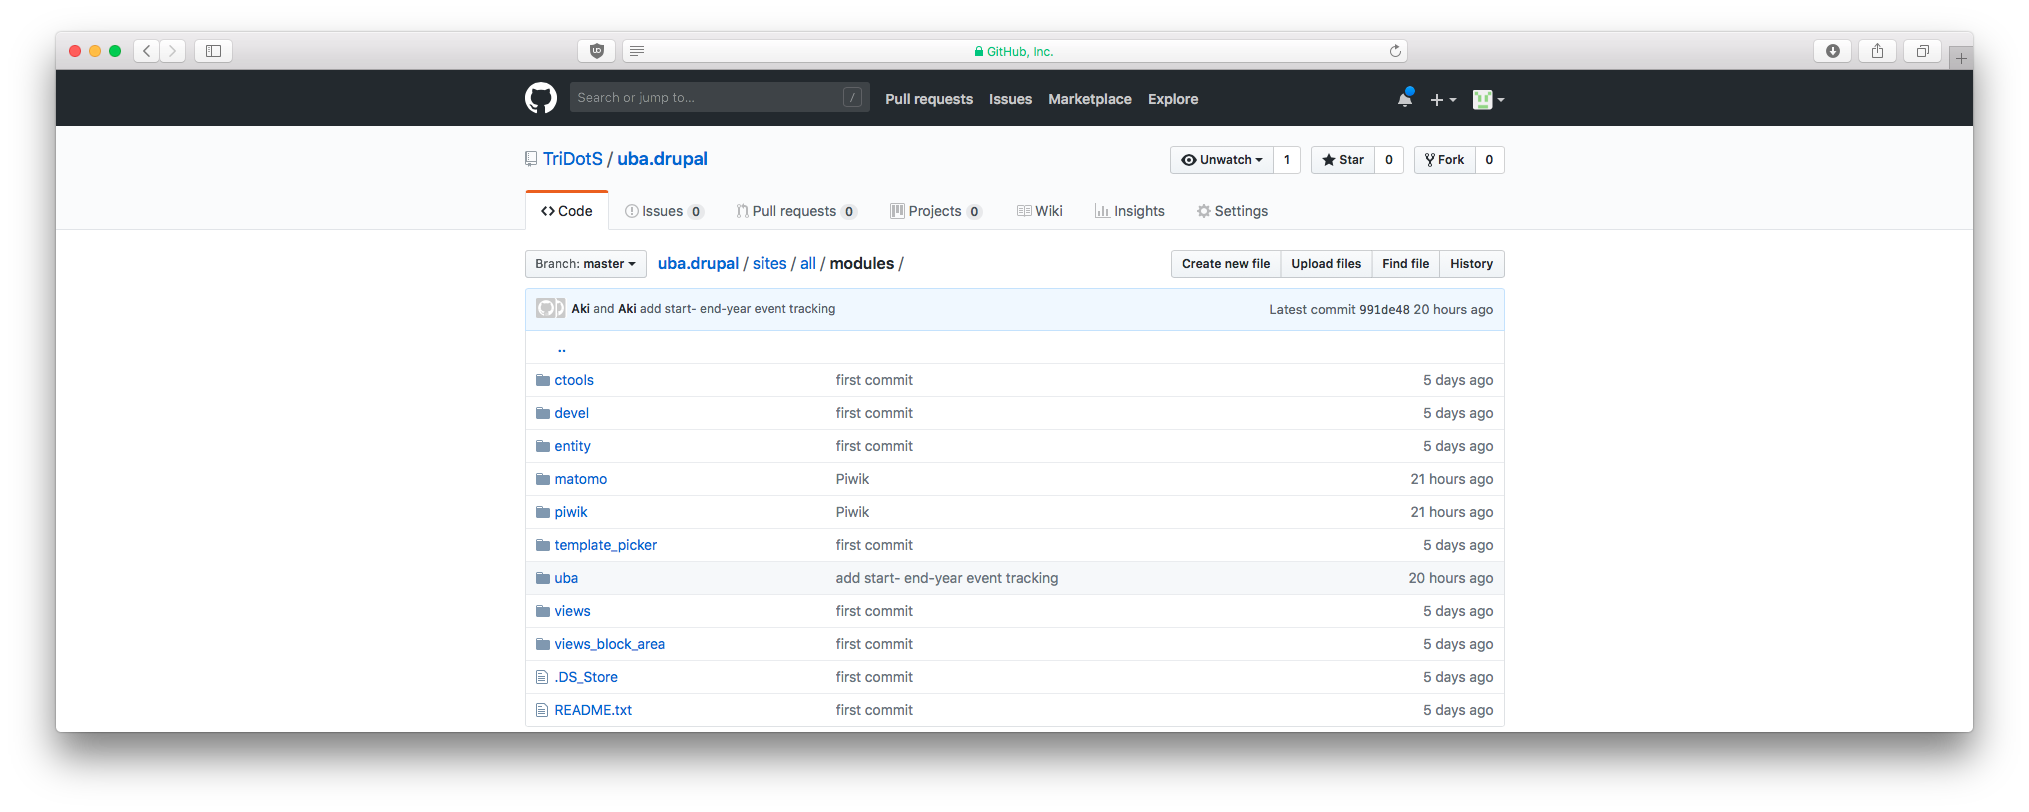 GitHub, Inc.
Search or jump to... /
Pull requests Issues Marketplace Explore
TriDotS / uba.drupal
Unwatch 1 Star 0 Fork 0
Code Issues 0 Pull requests 0 Projects 0 Wiki Insights Settings
Branch: master uba.drupal / sites / all / modules /
Create new file Upload files Find file History
Aki and Aki add start- end-year event tracking Latest commit 991de48 20 hours ago
..
ctools first commit 5 days ago
devel first commit 5 days ago
entity first commit 5 days ago
matomo Piwik 21 hours ago
piwik Piwik 21 hours ago
template_picker first commit 5 days ago
uba add start- end-year event tracking 20 hours ago
views first commit 5 days ago
views_block_area first commit 5 days ago
.DS_Store first commit 5 days ago
README.txt first commit 5 days ago